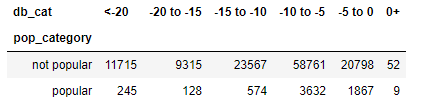 db_cat <-20 -20 to -15 -15 to -10 -10 to -5 -5 to 0 0+
pop_category
not popular 11715 9315 23567 58761 20798 52
popular 245 128 574 3632 1867 9